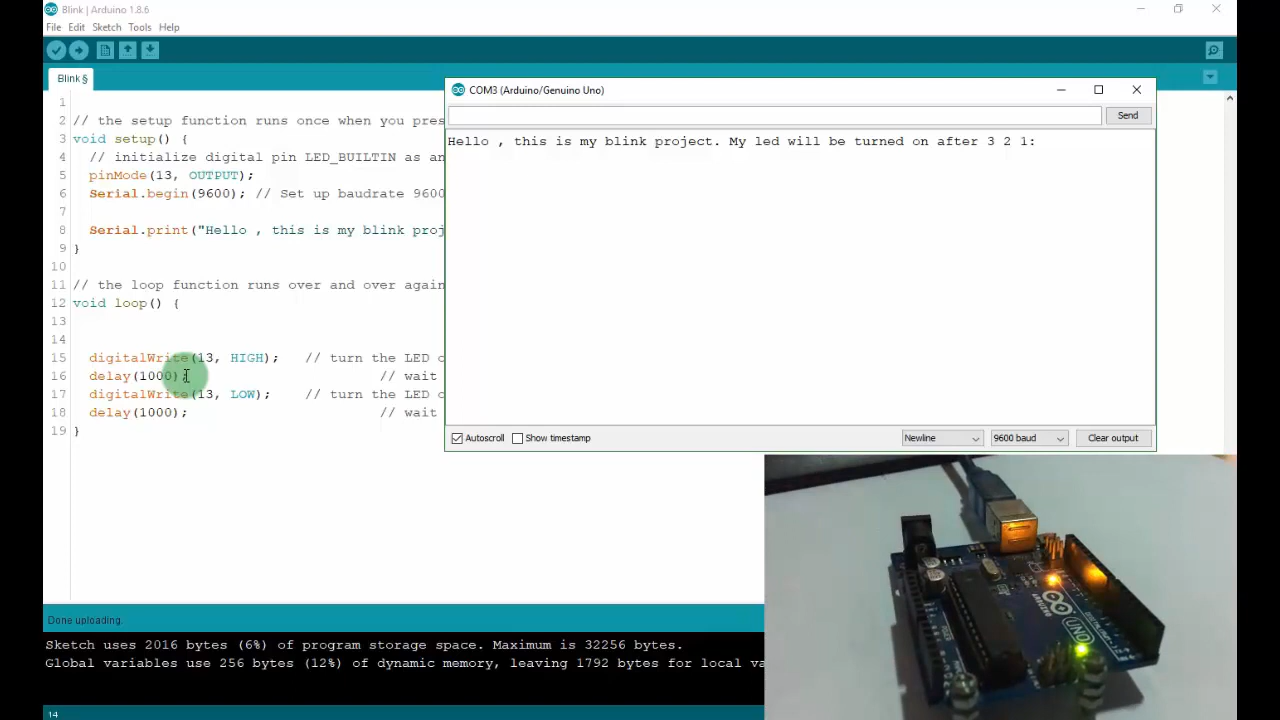 Blink | Arduino 1.8.6
File Edit Sketch Tools Help
Blink§
1
2 // the setup function runs once when you pres
3 void setup() {
4 // initialize digital pin LED_BUILTIN as an
5 pinMode(13, OUTPUT);
6 Serial.begin(9600); // Set up baudrate 9600
7
8 Serial.print("Hello , this is my blink proj
9 }
10
11 // the loop function runs over and over again
12 void loop() {
13
14
15 digitalWrite(13, HIGH); // turn the LED o
16 delay(1000); // wait
17 digitalWrite(13, LOW); // turn the LED o
18 delay(1000); // wait
19 }
COM3 (Arduino/Genuino Uno)
Send
Hello , this is my blink project. My led will be turned on after 3 2 1:
Autoscroll Show timestamp Newline 9600 baud Clear output
Done uploading.
Sketch uses 2016 bytes (6%) of program storage space. Maximum is 32256 bytes.
Global variables use 256 bytes (12%) of dynamic memory, leaving 1792 bytes for local va
14
UNO